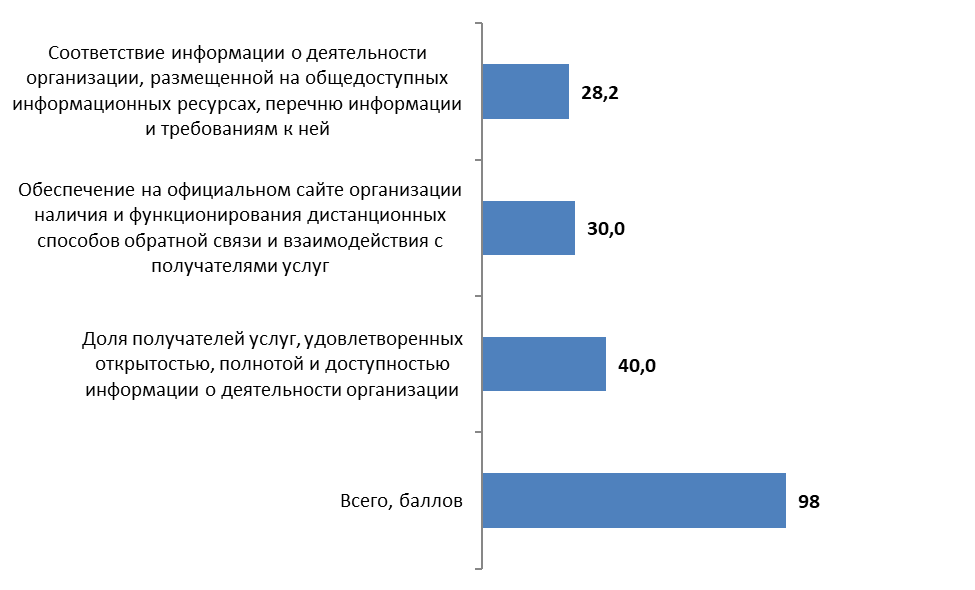 Соответствие информации о деятельности
организации, размещенной на общедоступных
информационных ресурсах, перечню информации
и требованиям к ней
28,2
Обеспечение на официальном сайте организации
наличия и функционирования дистанционных
способов обратной связи и взаимодействия с
получателями услуг
30,0
Доля получателей услуг, удовлетворенных
открытостью, полнотой и доступностью
информации о деятельности организации
40,0
Всего, баллов
98